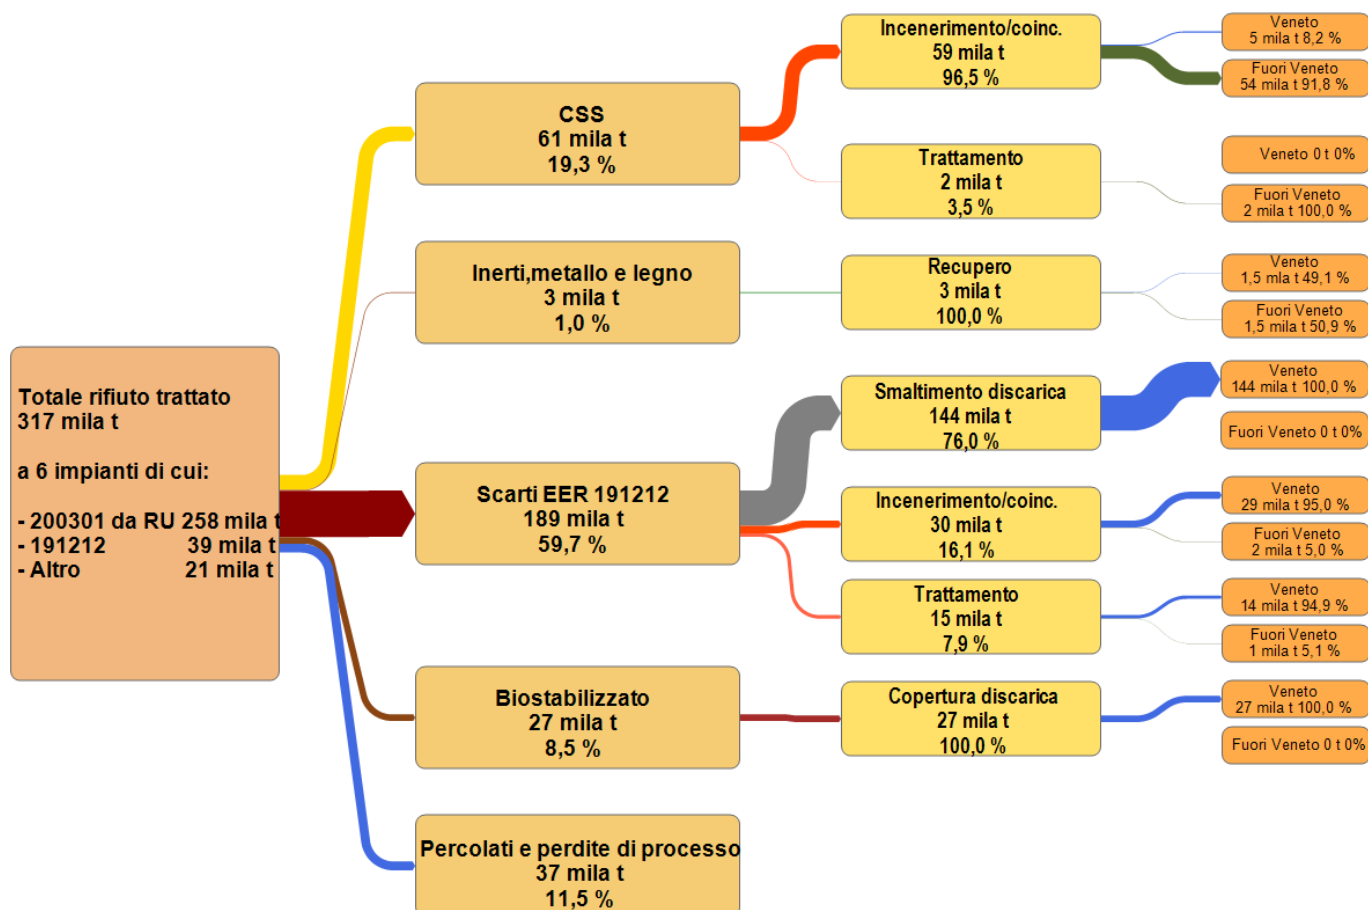 Totale rifiuto trattato
317 mila t
a 6 impianti di cui:
- 200301 da RU 258 mila t
- 191212 39 mila t
- Altro 21 mila t
CSS
61 mila t
19,3 %
Inerti,metallo e legno
3 mila t
1,0 %
Scarti EER 191212
189 mila t
59,7 %
Biostabilizzato
27 mila t
8,5 %
Percolati e perdite di processo
37 mila t
11,5 %
Incenerimento/coinc.
59 mila t
96,5 %
Trattamento
2 mila t
3,5 %
Recupero
3 mila t
100,0 %
Smaltimento discarica
144 mila t
76,0 %
Incenerimento/coinc.
30 mila t
16,1 %
Trattamento
15 mila t
7,9 %
Copertura discarica
27 mila t
100,0 %
Veneto
5 mila t 8,2 %
Fuori Veneto
54 mila t 91,8 %
Veneto 0 t 0%
Fuori Veneto
2 mila t 100,0 %
Veneto
1,5 mla t 49,1 %
Fuori Veneto
1,5 mla t 50,9 %
Veneto
144 mila t 100,0 %
Fuori Veneto 0 t 0%
Veneto
29 mila t 95,0 %
Fuori Veneto
2 mila t 5,0 %
Veneto
14 mila t 94,9 %
Fuori Veneto
1 mila t 5,1 %
Veneto
27 mila t 100,0 %
Fuori Veneto 0 t 0%